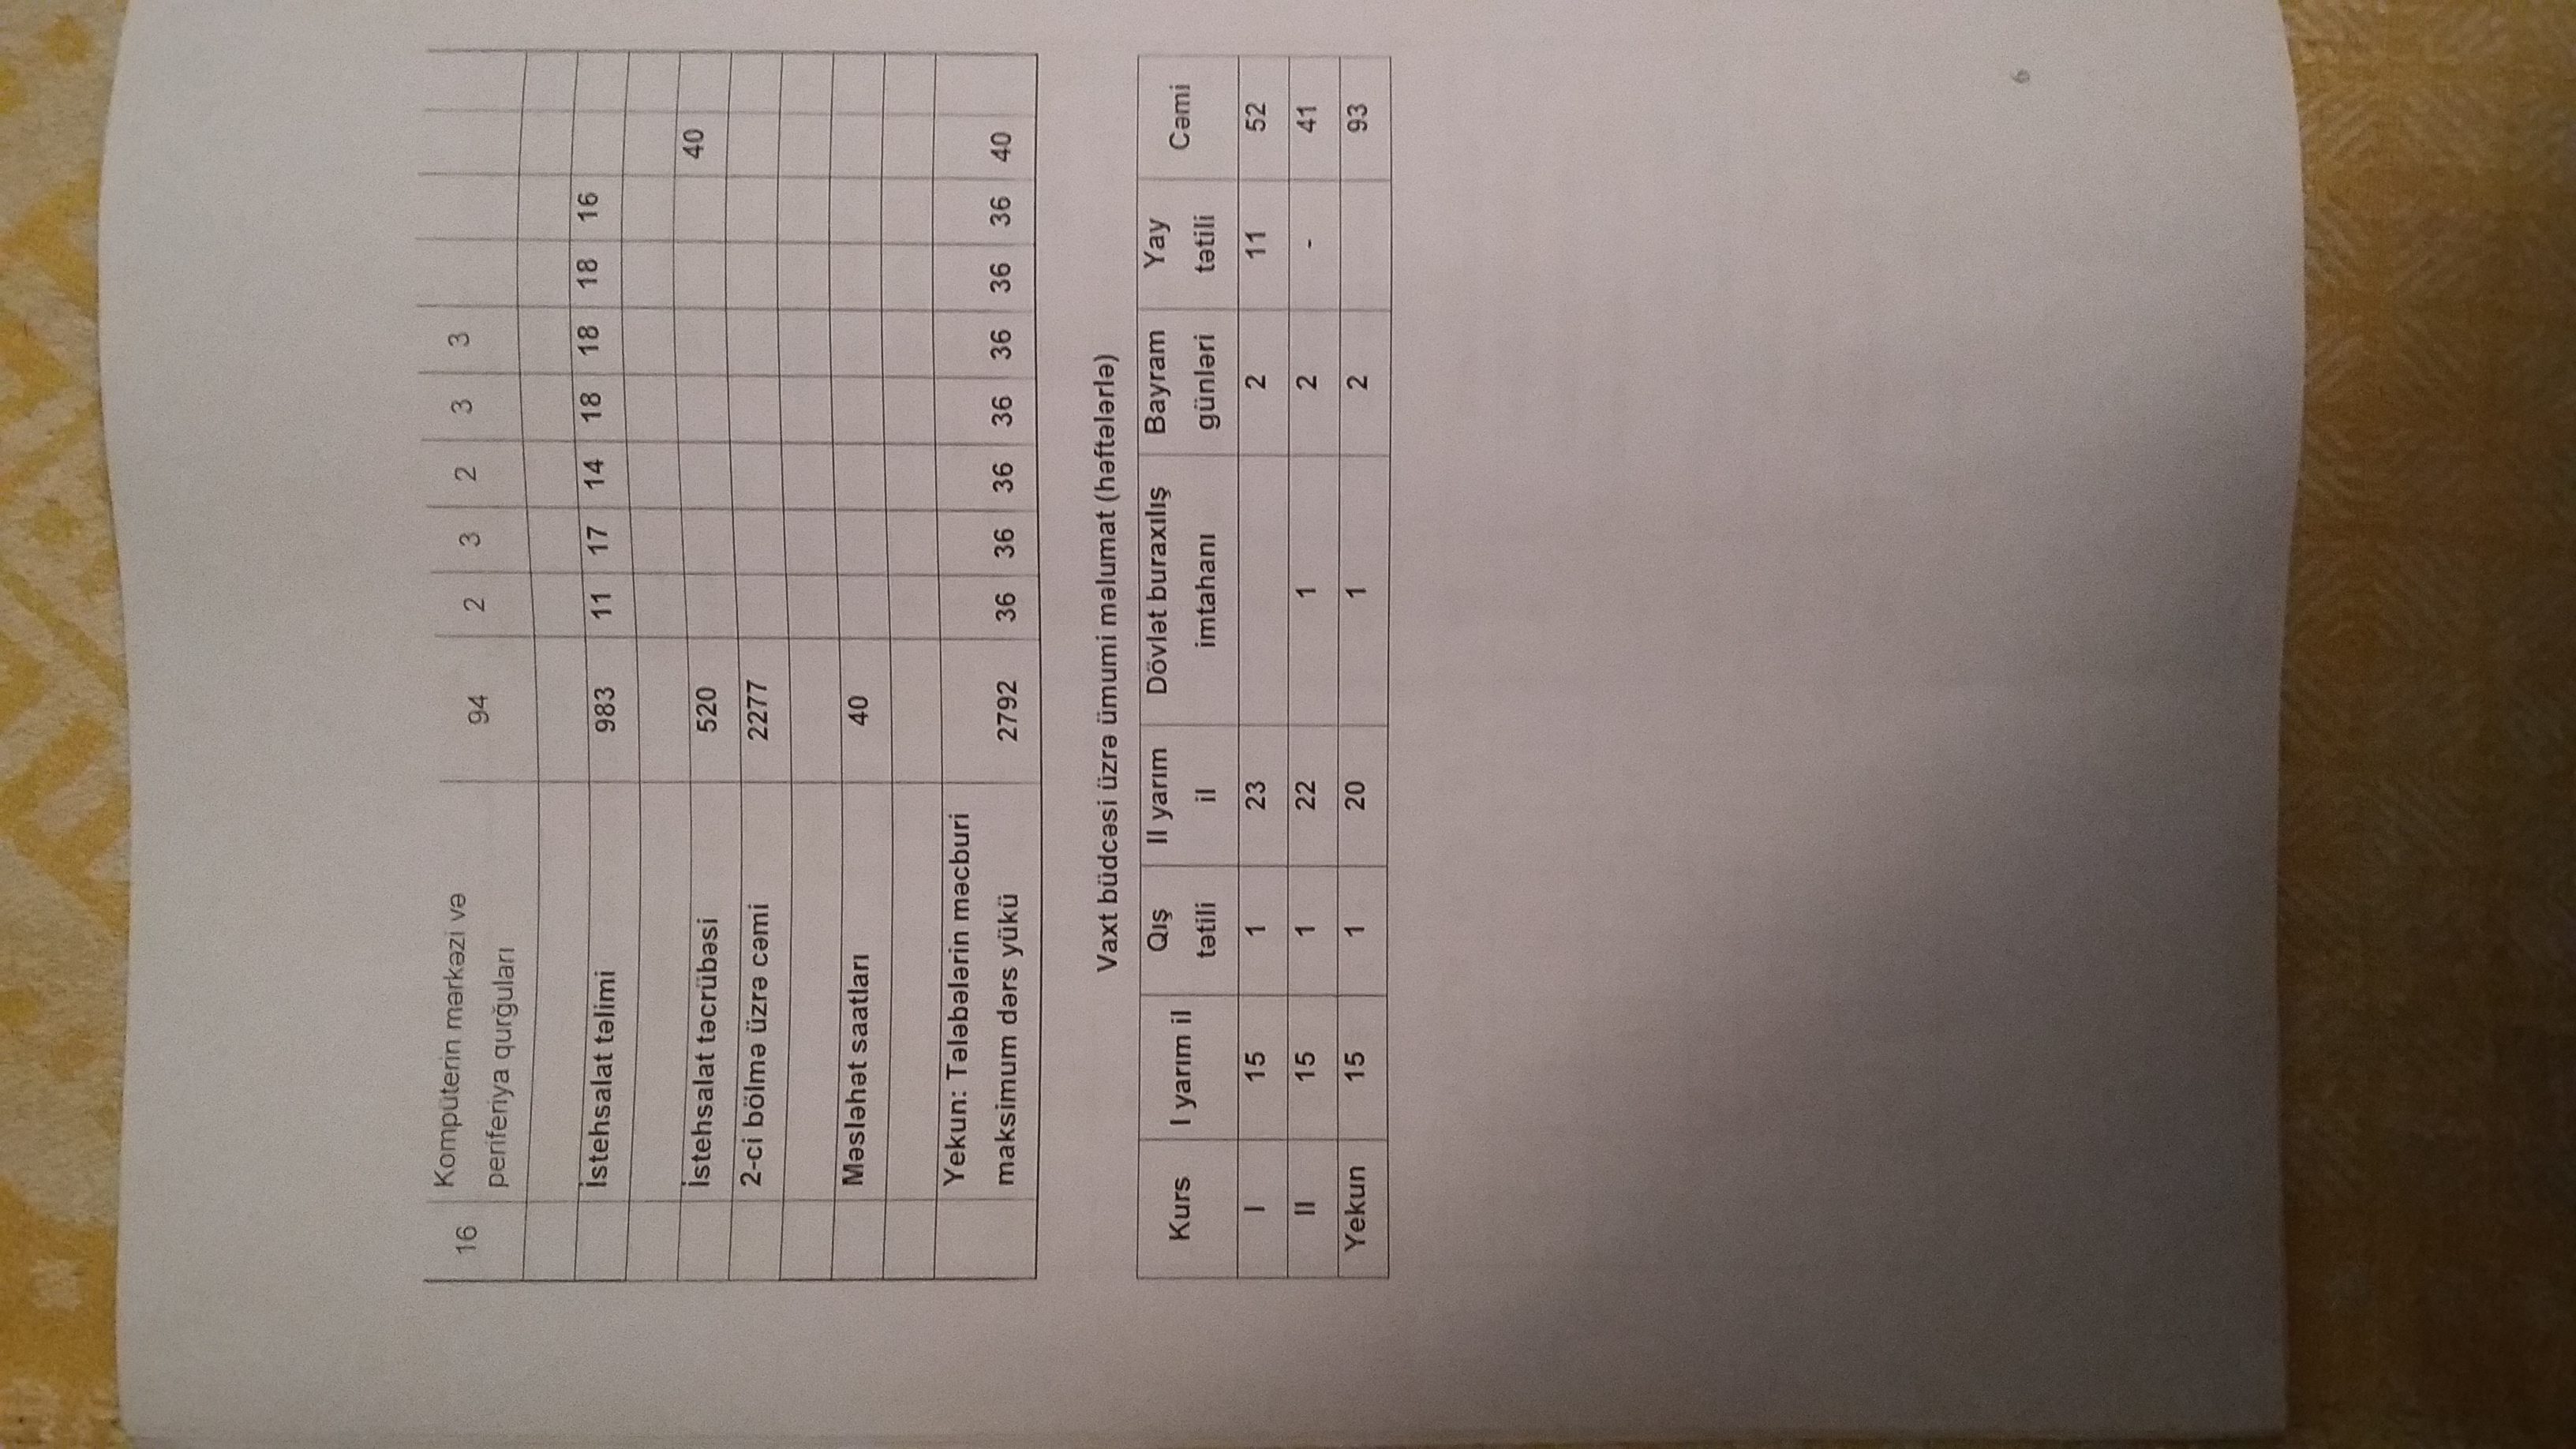 16 Kompüterin mərkəzi və
periferiya qurğuları 94 2 3 2 3 3
İstehsalat təlimi 983 11 17 14 18 18 18 16
İstehsalat təcrübəsi 520 40
2-ci bölmə üzrə cəmi 2277
Məsləhət saatları 40
Yekun: Tələbələrin məcburi
maksimum dərs yükü 2792 36 36 36 36 36 36 36 40
Vaxt büdcəsi üzrə ümumi məlumat (həftələrlə)
Kurs I yarım il Qış tətili II yarım il Dövlət buraxılış imtahanı Bayram günləri Yay tətili Cəmi
I 15 1 23 2 11 52
II 15 1 22 1 2 - 41
Yekun 15 1 20 1 2 93
6